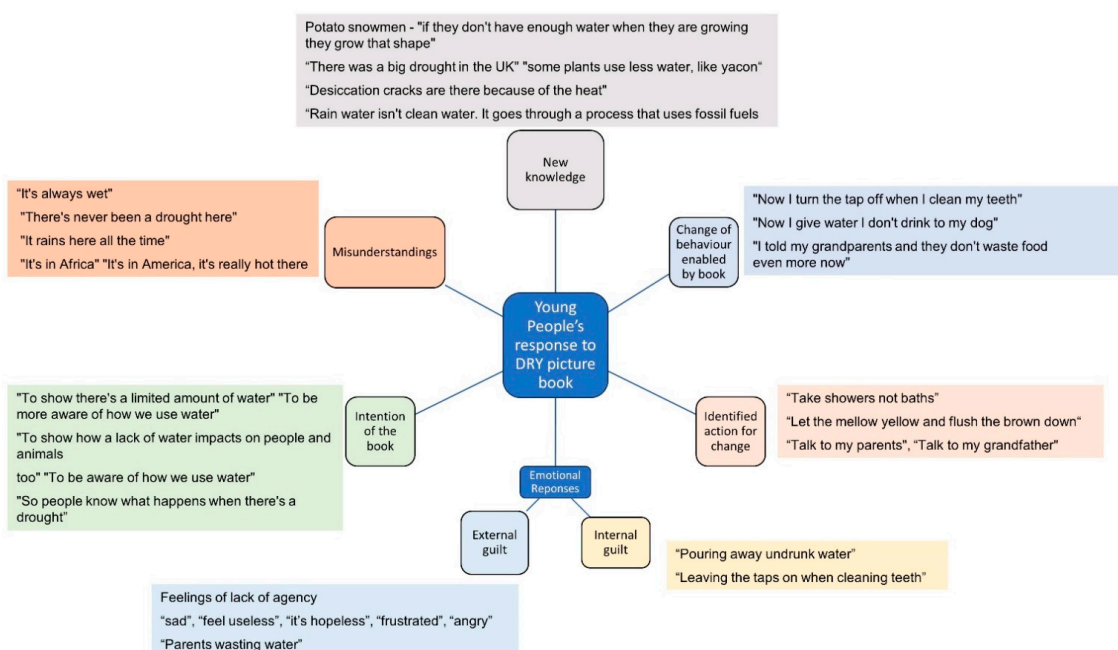 Potato snowmen - "if they don't have enough water when they are growing
they grow that shape"
“There was a big drought in the UK” "some plants use less water, like yacon“
“Desiccation cracks are there because of the heat"
“Rain water isn't clean water. It goes through a process that uses fossil fuels
New
knowledge
“It's always wet"
"There's never been a drought here"
"It rains here all the time"
"It's in Africa" "It's in America, it's really hot there
Misunderstandings
Change of
behaviour
enabled
by book
"Now I turn the tap off when I clean my teeth"
"Now I give water I don't drink to my dog"
"I told my grandparents and they don't waste food
even more now”
Young
People’s
response to
DRY picture
book
"To show there's a limited amount of water" "To be
more aware of how we use water"
"To show how a lack of water impacts on people and
animals
too" "To be aware of how we use water"
"So people know what happens when there's a
drought”
Intention
of the
book
Identified
action for
change
“Take showers not baths”
“Let the mellow yellow and flush the brown down“
“Talk to my parents", “Talk to my grandfather"
Emotional
Reponses
External
guilt
Internal
guilt
“Pouring away undrunk water”
“Leaving the taps on when cleaning teeth”
Feelings of lack of agency
“sad”, “feel useless”, “it’s hopeless”, “frustrated”, “angry”
“Parents wasting water”